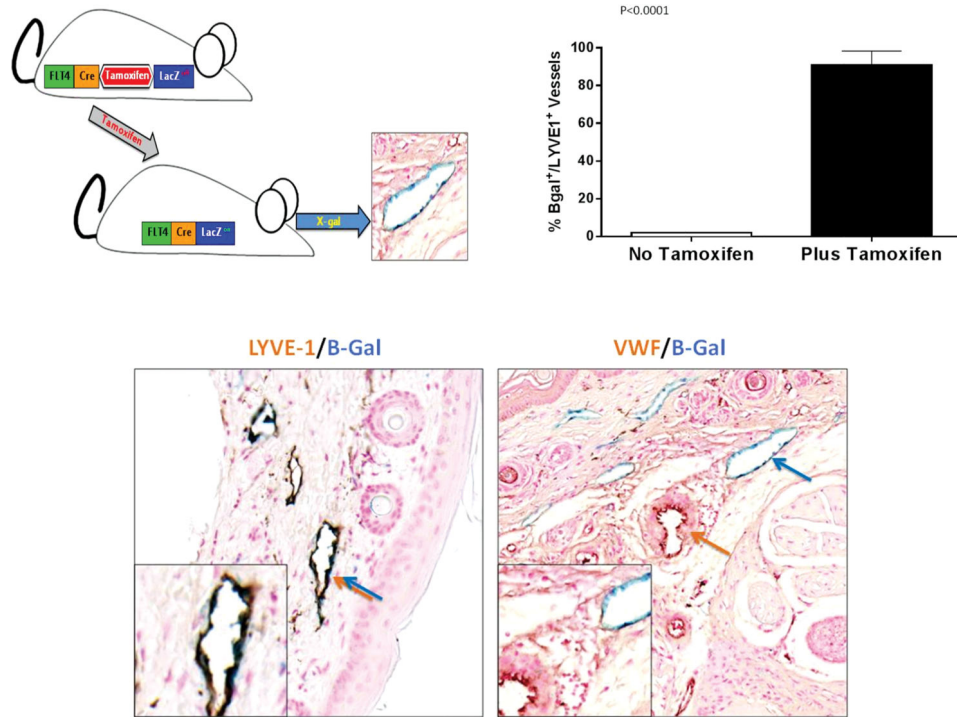 FLT4 Cre Tamoxifen LacZ
Tamoxifen
FLT4 Cre LacZ
X-gal
P<0.0001
% Bgal⁺/LYVE1⁺ Vessels
100
80
60
40
20
0
No Tamoxifen Plus Tamoxifen
LYVE-1/B-Gal
VWF/B-Gal